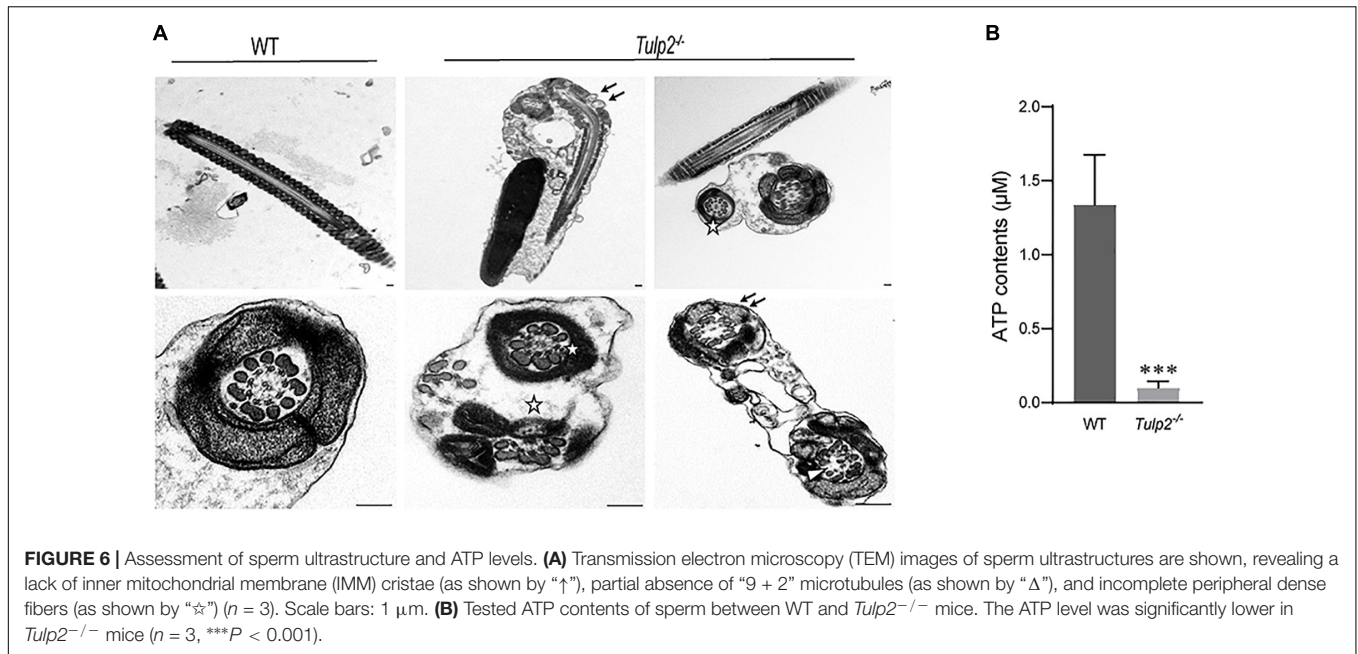 A
WT
Tulp2-/-
B
2.0
1.5
1.0
0.5
0.0
ATP contents (µM)
***
WT
Tulp2-/-
FIGURE 6 | Assessment of sperm ultrastructure and ATP levels. (A) Transmission electron microscopy (TEM) images of sperm ultrastructures are shown, revealing a
lack of inner mitochondrial membrane (IMM) cristae (as shown by “↑”), partial absence of “9 + 2” microtubules (as shown by “Δ”), and incomplete peripheral dense
fibers (as shown by “☆”) (n = 3). Scale bars: 1 µm. (B) Tested ATP contents of sperm between WT and Tulp2−/− mice. The ATP level was significantly lower in
Tulp2−/− mice (n = 3, ***P < 0.001).